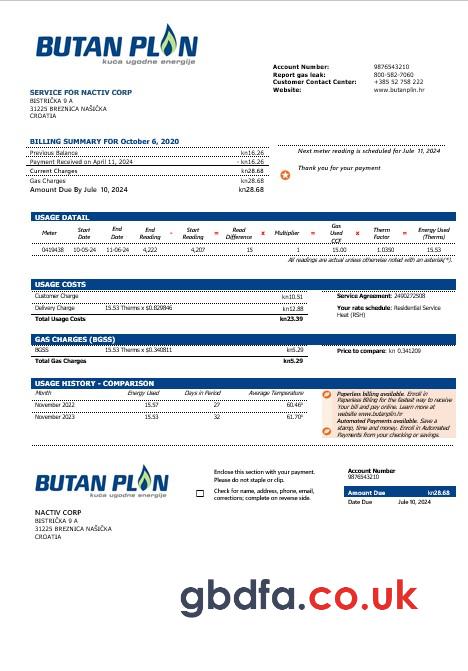 BUTAN PLIN
kuća ugodne energije
Account Number: 9876543210
Report gas leak: 800-582-7060
Customer Contact Center: +385 52 758 222
Website: www.butanplin.hr
SERVICE FOR NACTIV CORP
BISTRIČKA 9 A
31225 BREZNICA NAŠIČKA
CROATIA
BILLING SUMMARY FOR October 6, 2020
Previous Balance kn16.26
Payment Received on April 11, 2024 - kn16.26
Current Charges kn28.68
Gas Charges kn28.68
Amount Due By Jule 10, 2024 kn28.68
Next meter reading is scheduled for Jule 11, 2024
Thank you for your payment
USAGE DATAIL
Meter Start Date End Date End Reading - Start Reading = Read Difference x Multiplier = Gas Used CCF x Therm Factor = Energy Used (Therms)
0419438 10-05-24 11-06-24 4,222 4,207 15 1 15.00 1.0350 15.53
All readings are actual unless otherwise noted with an asterisk(*).
USAGE COSTS
Customer Charge kn10.51
Delivery Charge 15.53 Therms x $0.829846 kn12.88
Total Usage Costs kn23.39
Service Agreement: 2490272508
Your rate schedule: Residential Service
Heat (RSH)
GAS CHARGES (BGSS)
BGSS 15.53 Therms x $0.340811 kn5.29
Total Gas Charges kn5.29
Price to compare: kn 0.341209
USAGE HISTORY - COMPARISON
Month Energy Used Days in Period Average Temperature
November 2022 15.57 27 60.46°
November 2023 15.53 32 61.70°
Paperless billing available. Enroll in
Paperless Billing for the fastest way to receive
Your bill and pay online. Learn more at
website www.butanplin.hr
Automated Payments available. Save a
stamp, time and money. Enroll in Automated
Payments from your checking or savings.
BUTAN PLIN
kuća ugodne energije
Enclose this section with your payment.
Please do not staple or clip.
Check for name, address, phone, email,
corrections; complete on reverse side.
Account Number
9876543210
Amount Due kn28.68
Date Due Jule 10, 2024
NACTIV CORP
BISTRIČKA 9 A
31225 BREZNICA NAŠIČKA
CROATIA
gbdfa.co.uk